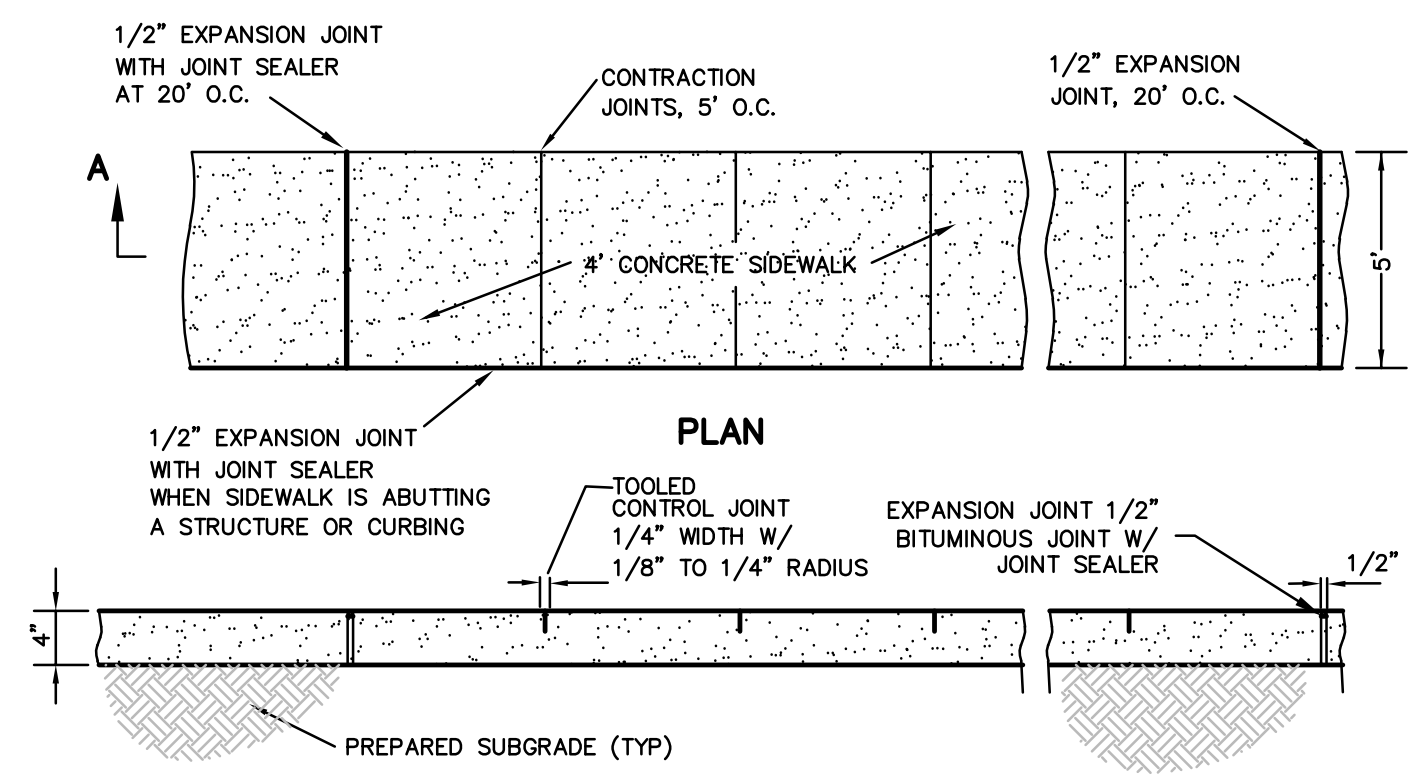 1/2" EXPANSION JOINT
WITH JOINT SEALER
AT 20' O.C.
CONTRACTION
JOINTS, 5' O.C.
1/2" EXPANSION
JOINT, 20' O.C.
A
4' CONCRETE SIDEWALK
5'
PLAN
1/2" EXPANSION JOINT
WITH JOINT SEALER
WHEN SIDEWALK IS ABUTTING
A STRUCTURE OR CURBING
TOOLED
CONTROL JOINT
1/4" WIDTH W/
1/8" TO 1/4" RADIUS
EXPANSION JOINT 1/2"
BITUMINOUS JOINT W/
JOINT SEALER
1/2"
4"
PREPARED SUBGRADE (TYP)